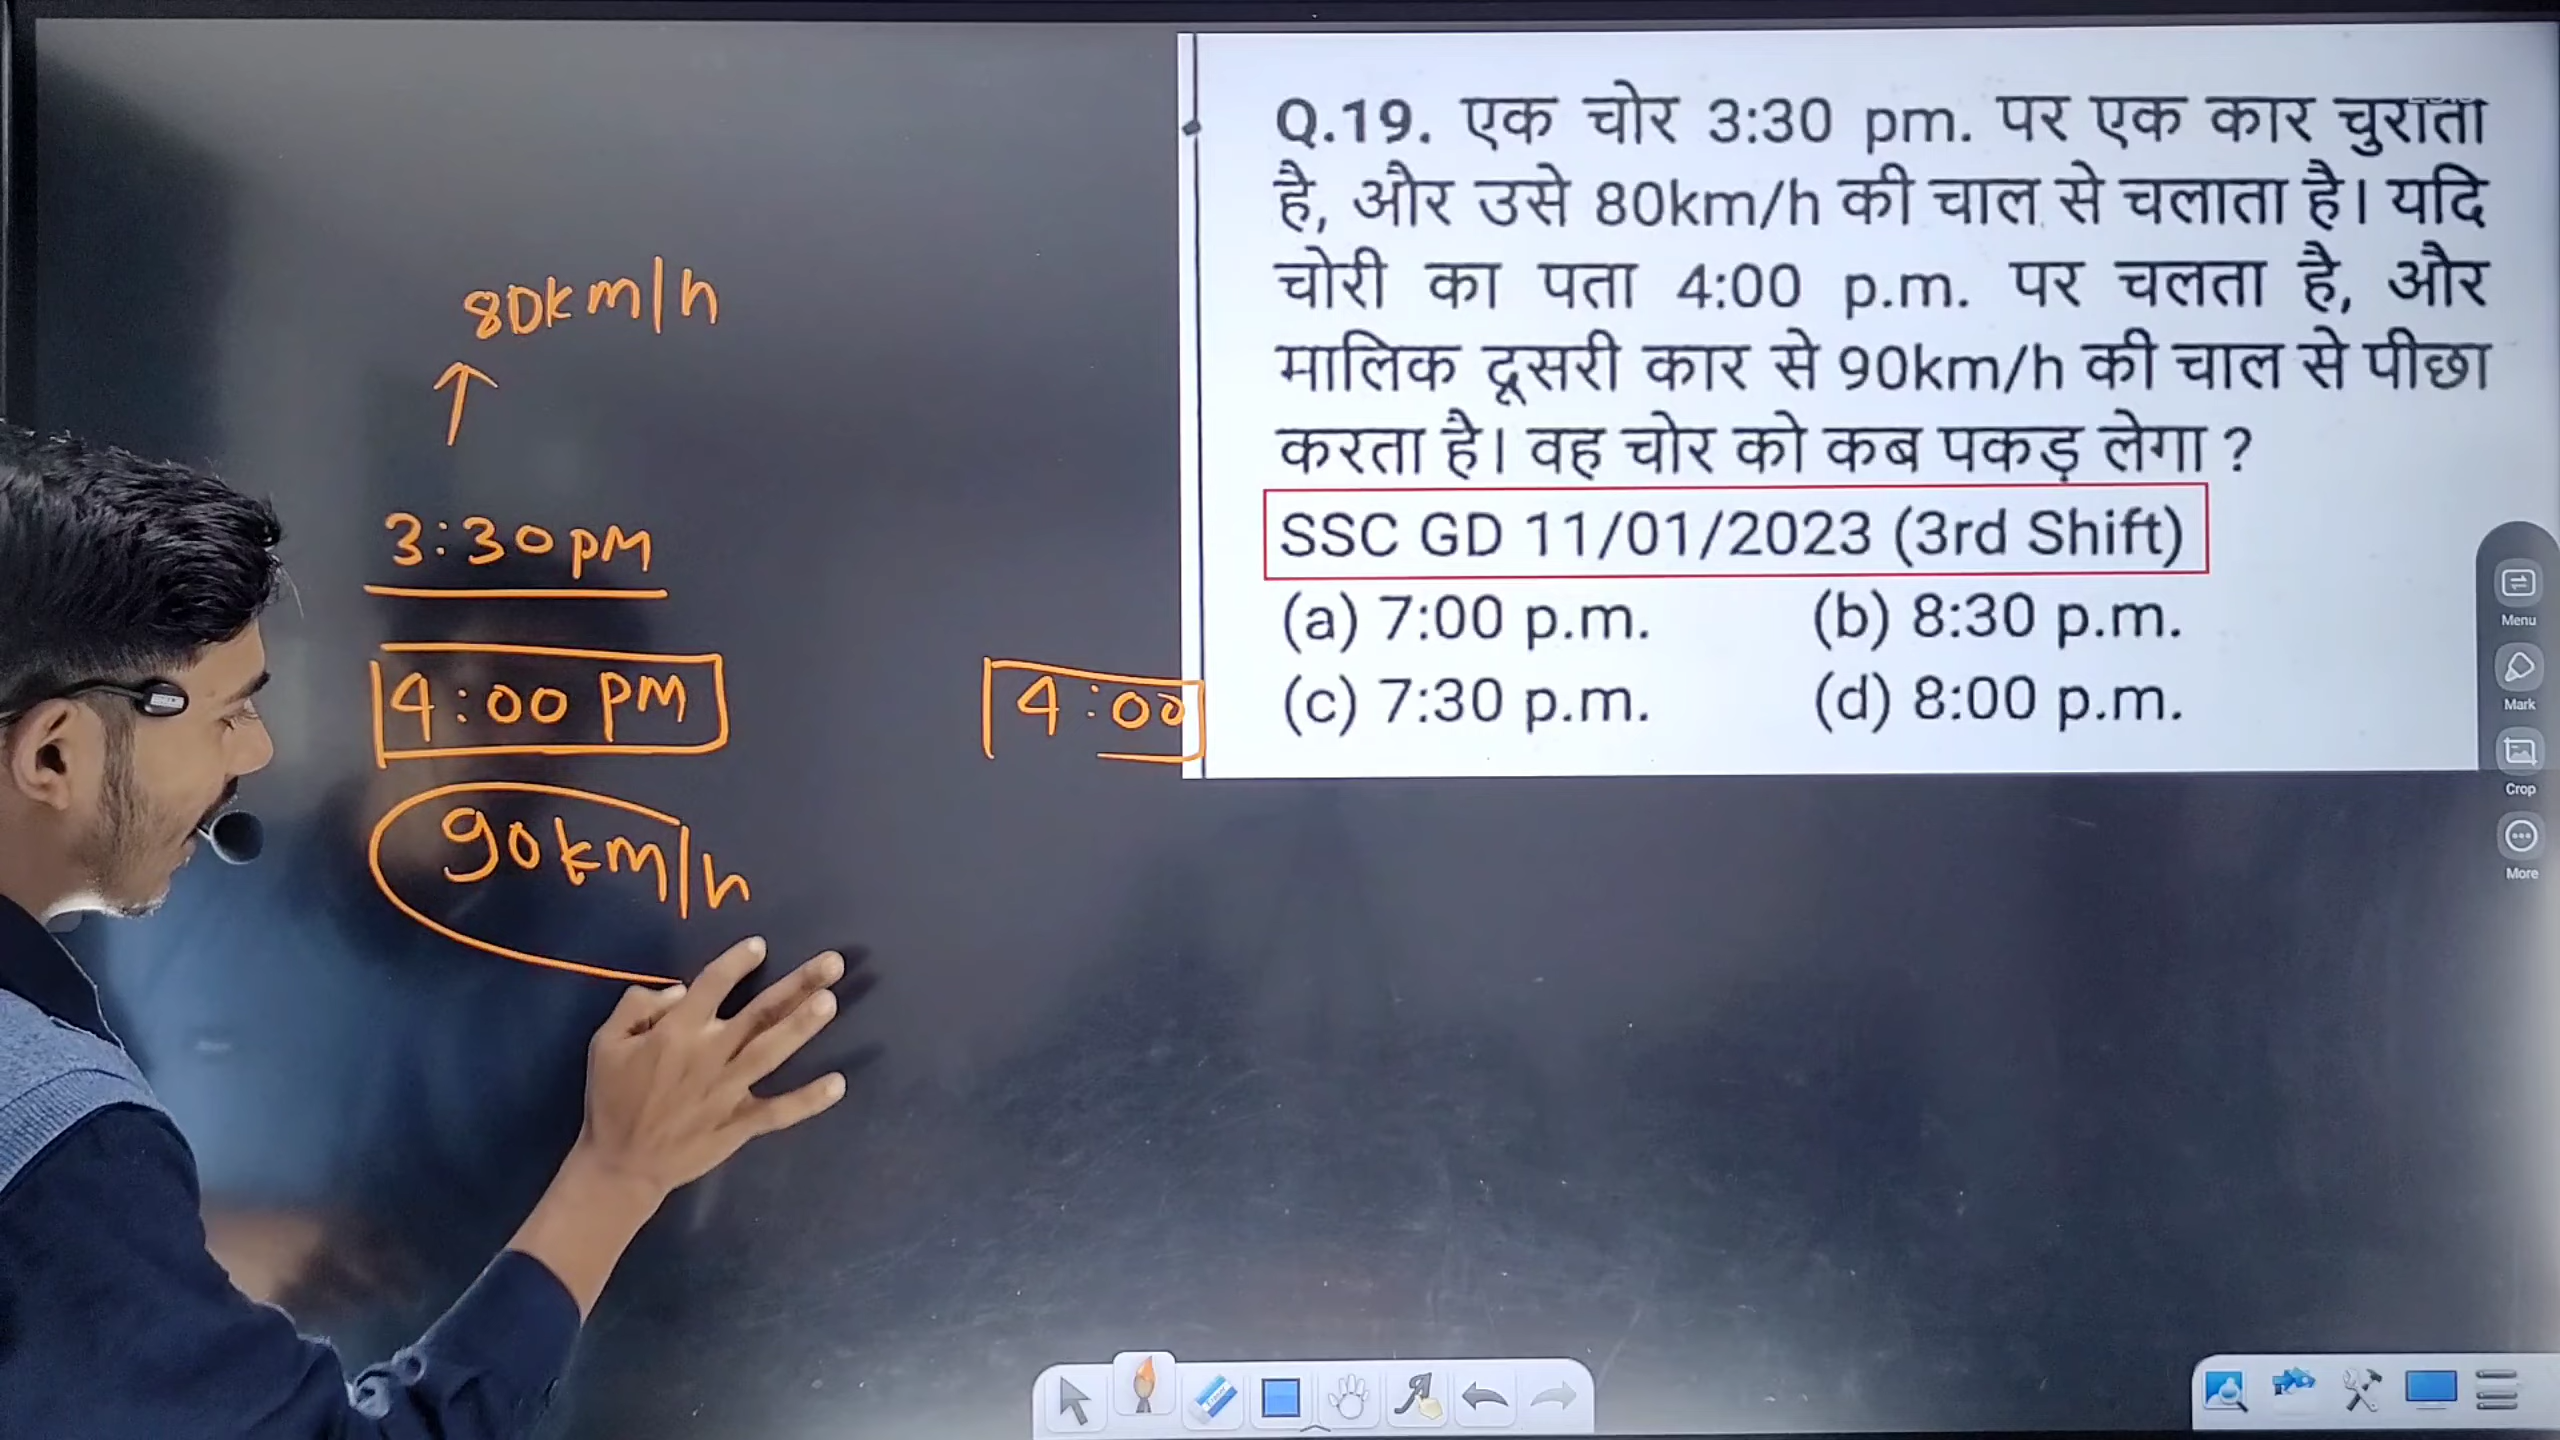 80km/h
3:30 pM
4:00 PM
4:00
90km/h
Q.19. एक चोर 3:30 pm. पर एक कार चुराता
है, और उसे 80km/h की चाल से चलाता है। यदि
चोरी का पता 4:00 p.m. पर चलता है, और
मालिक दूसरी कार से 90km/h की चाल से पीछा
करता है। वह चोर को कब पकड़ लेगा ?
SSC GD 11/01/2023 (3rd Shift)
(a) 7:00 p.m. (b) 8:30 p.m.
(c) 7:30 p.m. (d) 8:00 p.m.
Menu
Mark
Crop
More